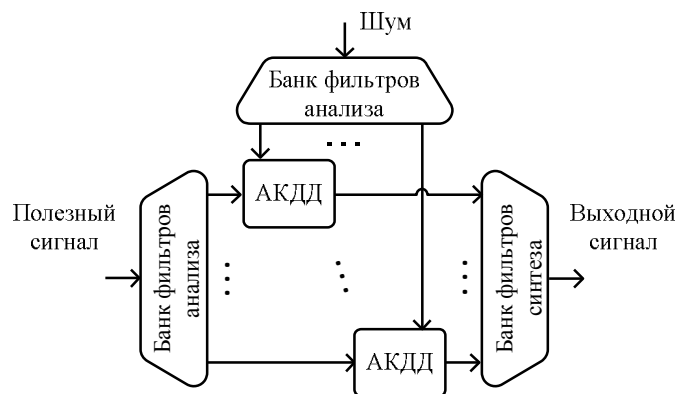 Шум
Банк фильтров
анализа
АКДД
Полезный
сигнал
Банк фильтров
анализа
Банк фильтров
синтеза
Выходной
сигнал
АКДД